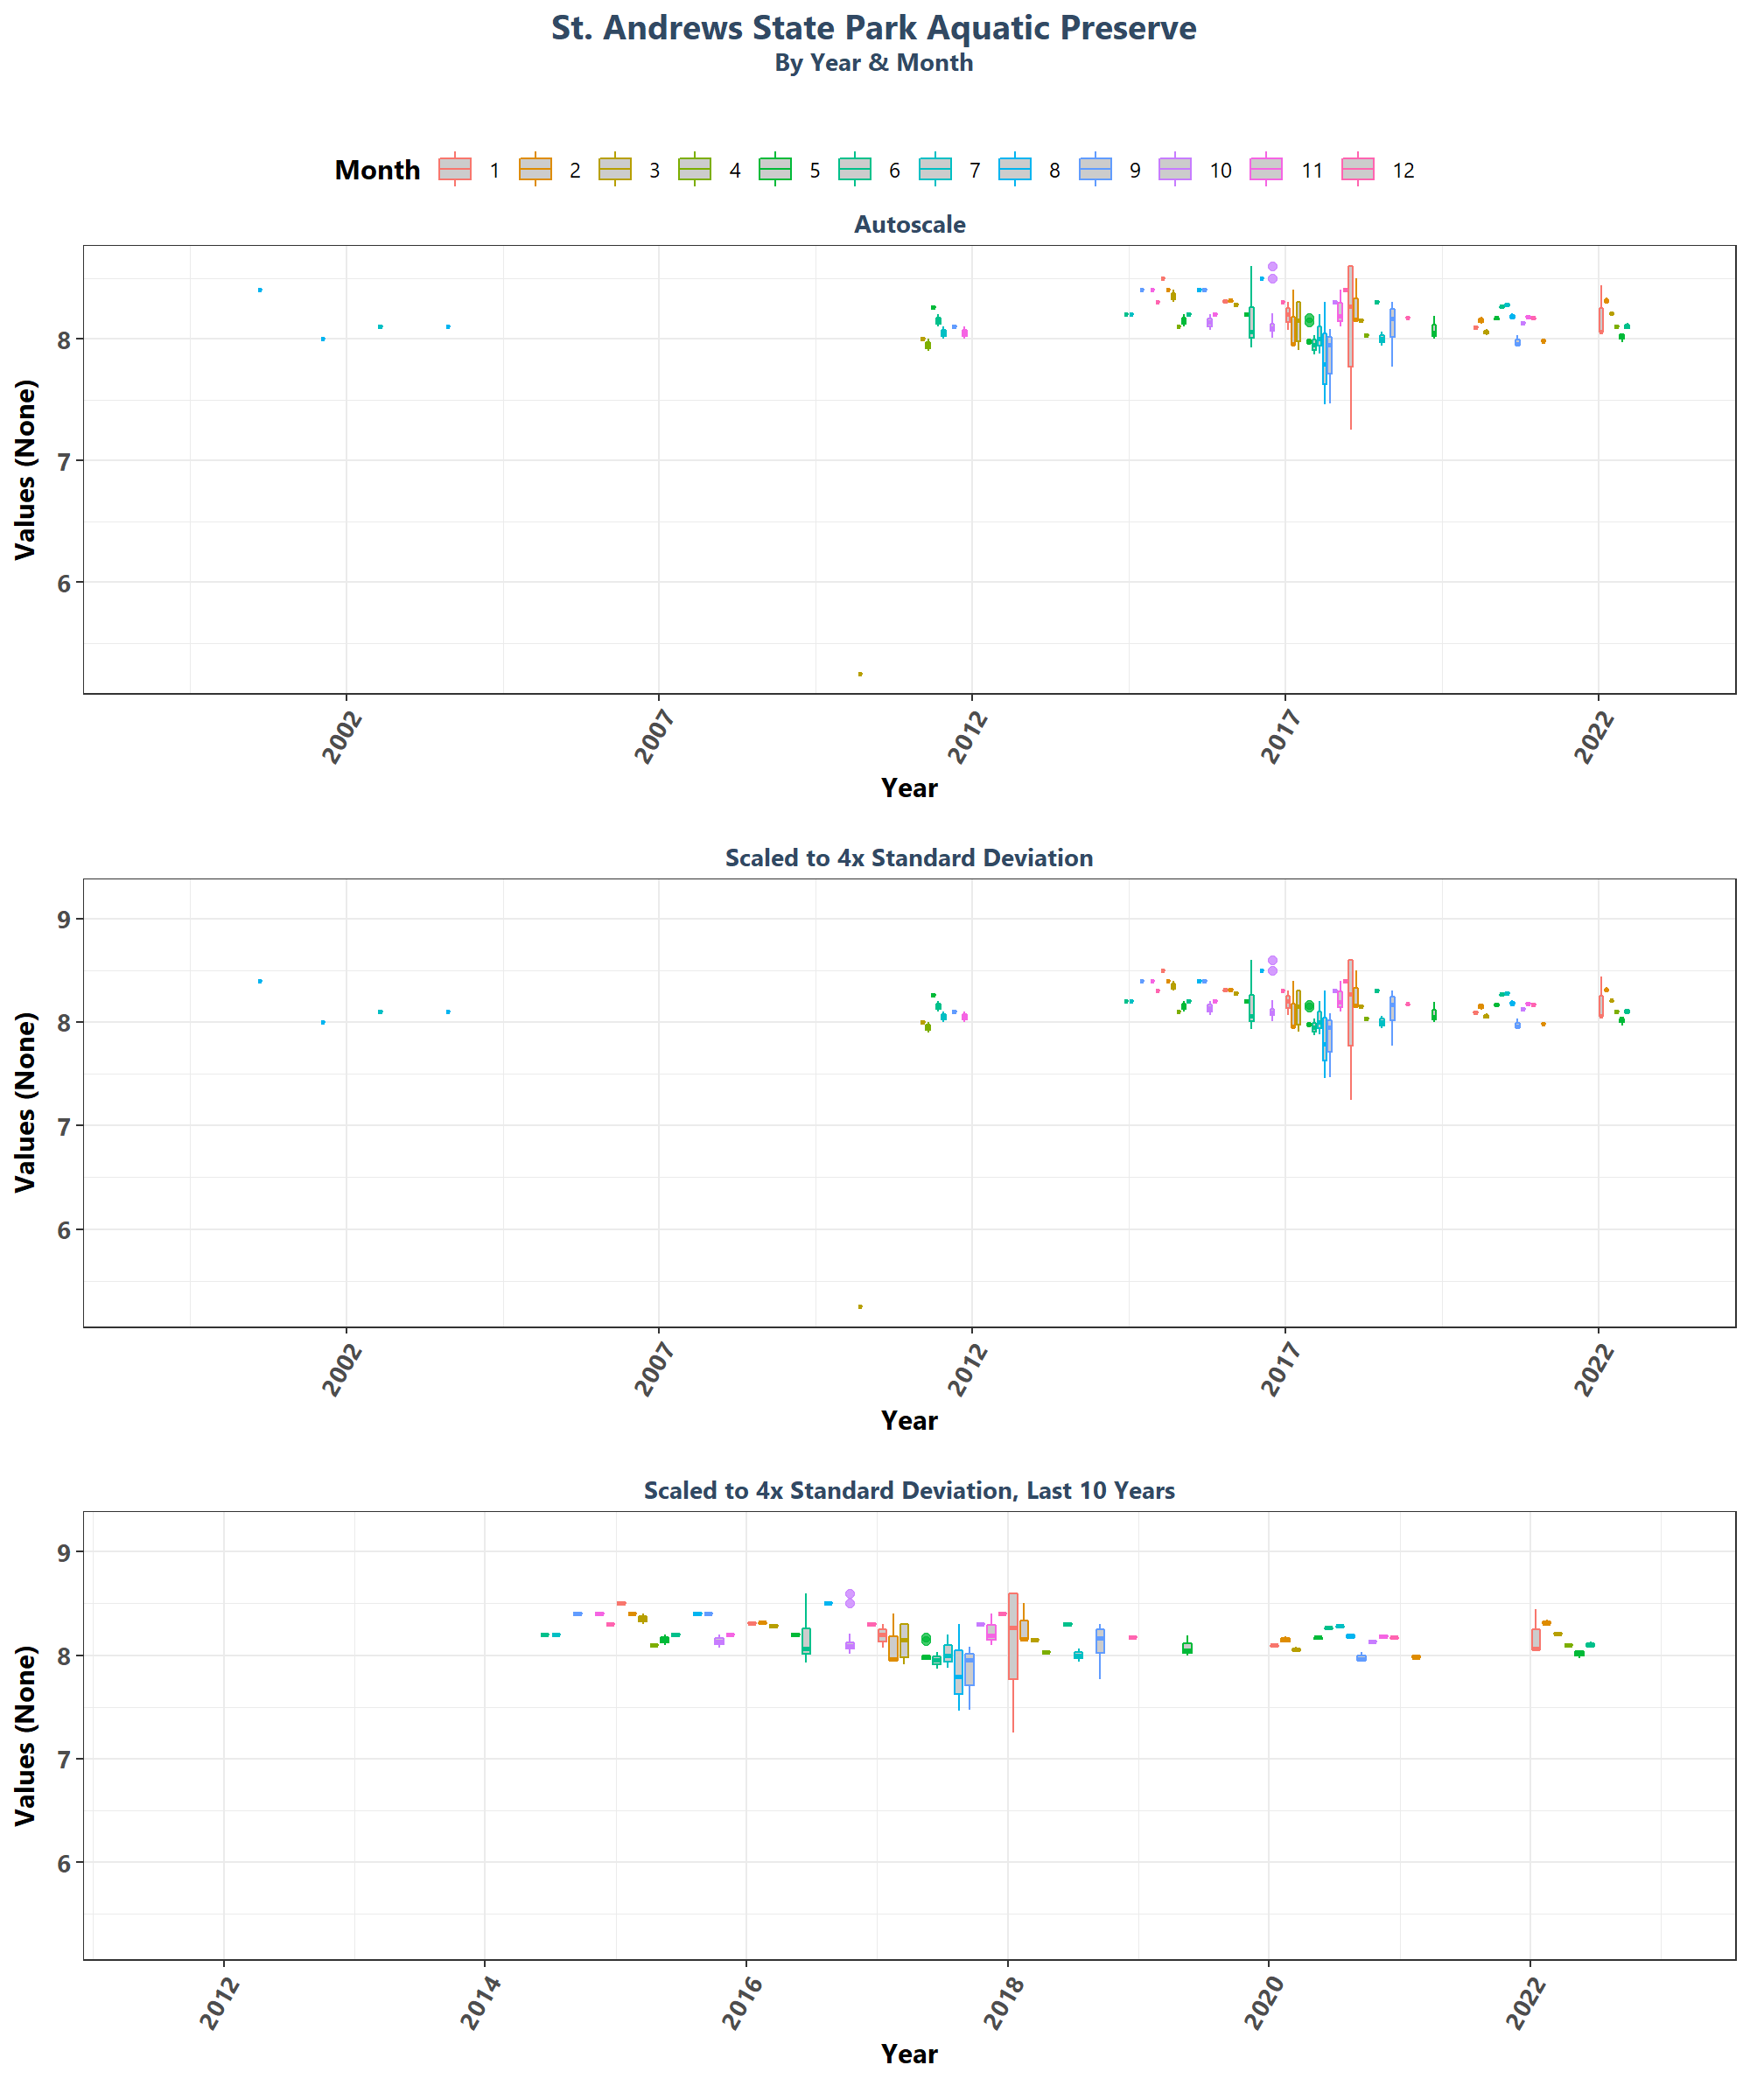 St. Andrews State Park Aquatic Preserve
By Year & Month
Month 1 2 3 4 5 6 7 8 9 10 11 12
Autoscale
Values (None)
8
7
6
2002 2007 2012 2017 2022
Year
Scaled to 4x Standard Deviation
Values (None)
9
8
7
6
2002 2007 2012 2017 2022
Year
Scaled to 4x Standard Deviation, Last 10 Years
Values (None)
9
8
7
6
2012 2014 2016 2018 2020 2022
Year